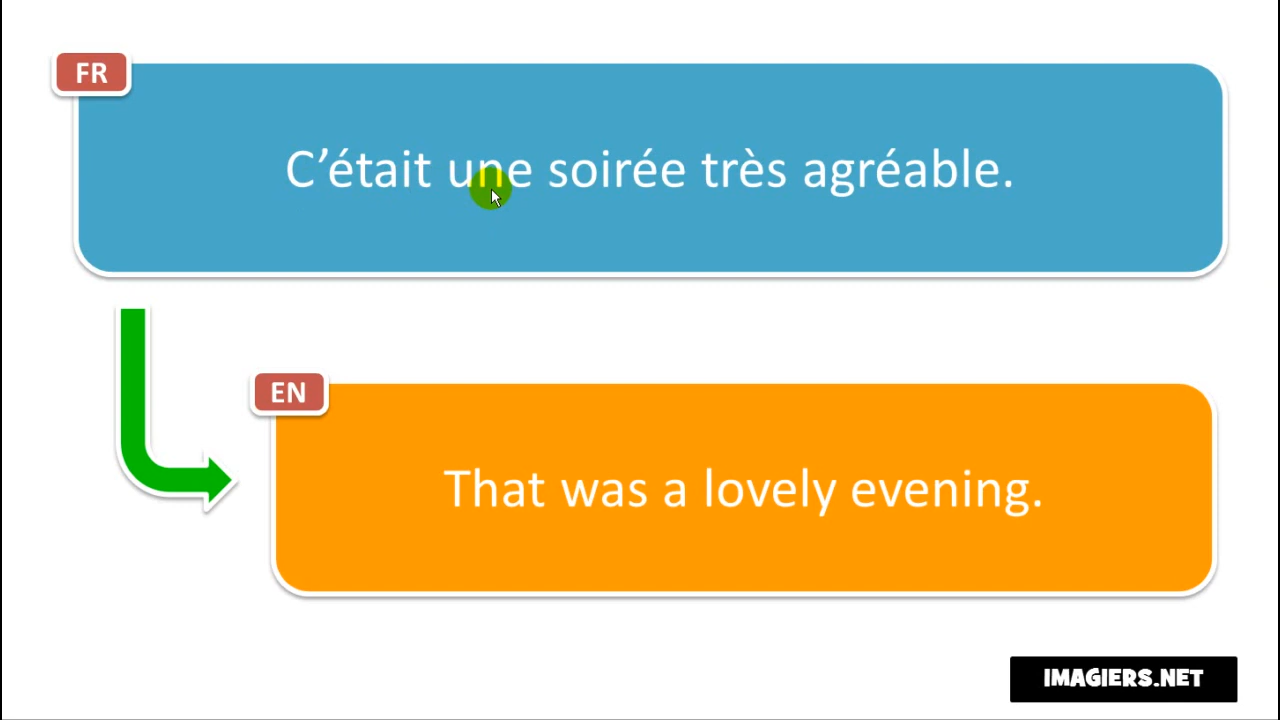 FR
C’était une soirée très agréable.
EN
That was a lovely evening.
IMAGIERS.NET